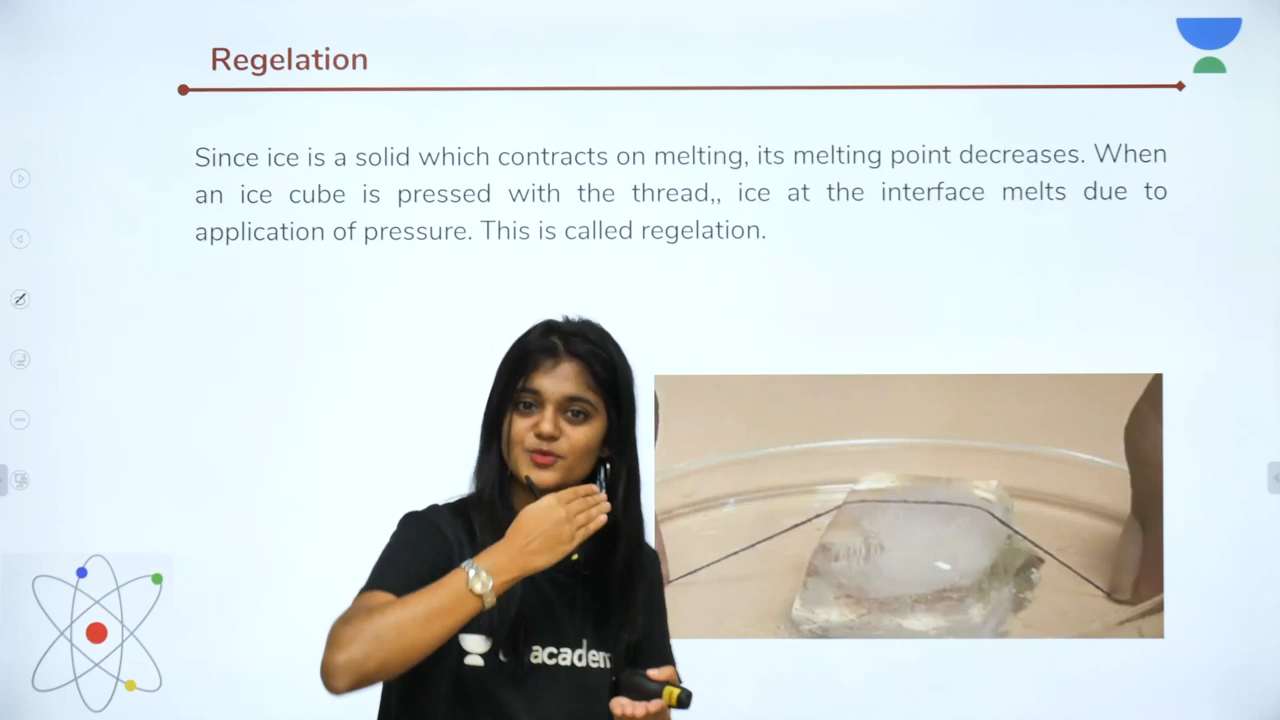 Regelation
Since ice is a solid which contracts on melting, its melting point decreases. When
an ice cube is pressed with the thread,, ice at the interface melts due to
application of pressure. This is called regelation.
academ